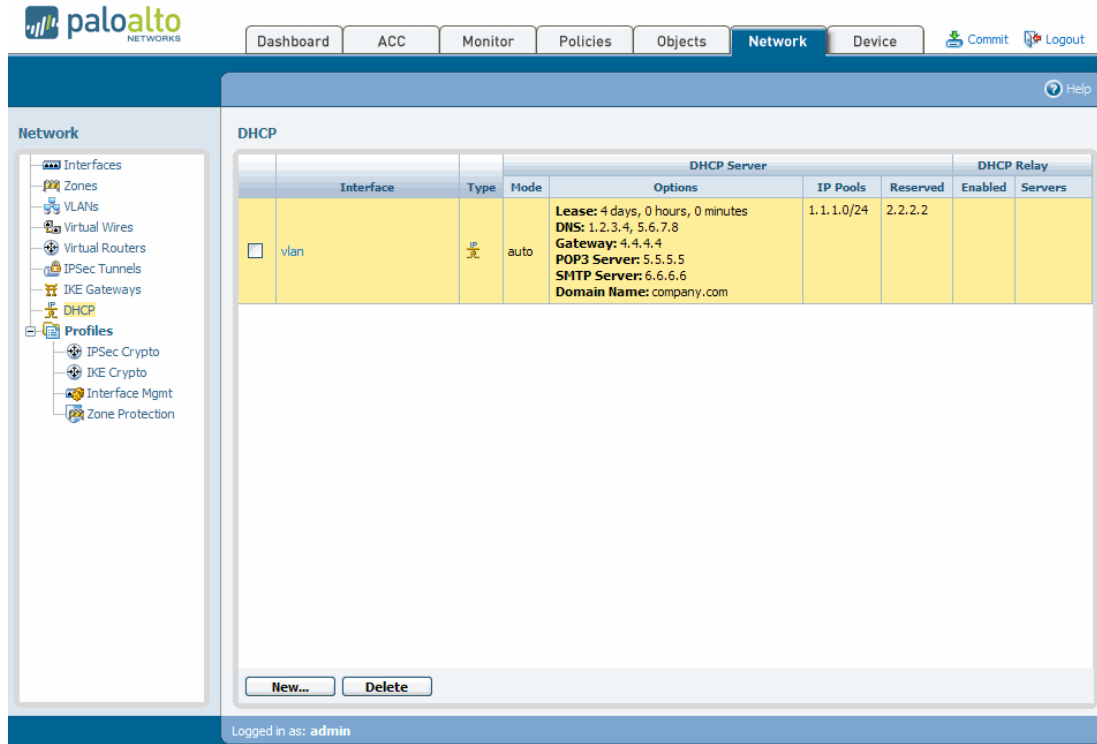 paloalto
NETWORKS
Dashboard
ACC
Monitor
Policies
Objects
Network
Device
Commit
Logout
Help
Network
Interfaces
Zones
VLANs
Virtual Wires
Virtual Routers
IPSec Tunnels
IKE Gateways
DHCP
Profiles
IPSec Crypto
IKE Crypto
Interface Mgmt
Zone Protection
DHCP
DHCP Server
DHCP Relay
Interface
Type
Mode
Options
IP Pools
Reserved
Enabled
Servers
vlan
IP
auto
Lease: 4 days, 0 hours, 0 minutes
DNS: 1.2.3.4, 5.6.7.8
Gateway: 4.4.4.4
POP3 Server: 5.5.5.5
SMTP Server: 6.6.6.6
Domain Name: company.com
1.1.1.0/24
2.2.2.2
New...
Delete
Logged in as: admin